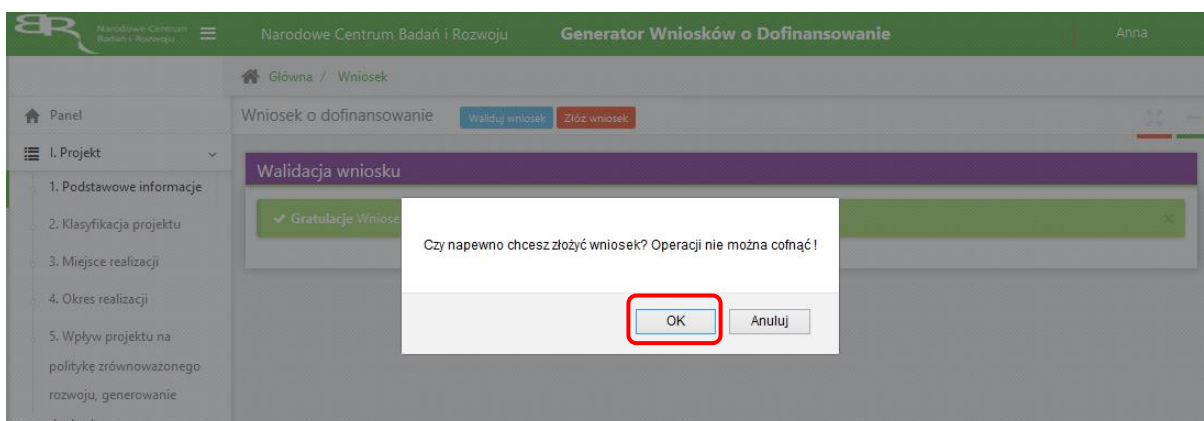 Narodowe Centrum
Badań i Rozwoju
Narodowe Centrum Badań i Rozwoju Generator Wniosków o Dofinansowanie Anna
Główna / Wniosek
Panel
Wniosek o dofinansowanie Waliduj wniosek Złóż wniosek
I. Projekt
Walidacja wniosku
1. Podstawowe informacje
Gratulacje
2. Klasyfikacja projektu
Czy napewno chcesz złożyć wniosek? Operacji nie można cofnąć !
3. Miejsce realizacji
4. Okres realizacji
OK Anuluj
5. Wpływ projektu na
politykę zrównoważonego
rozwoju, generowanie